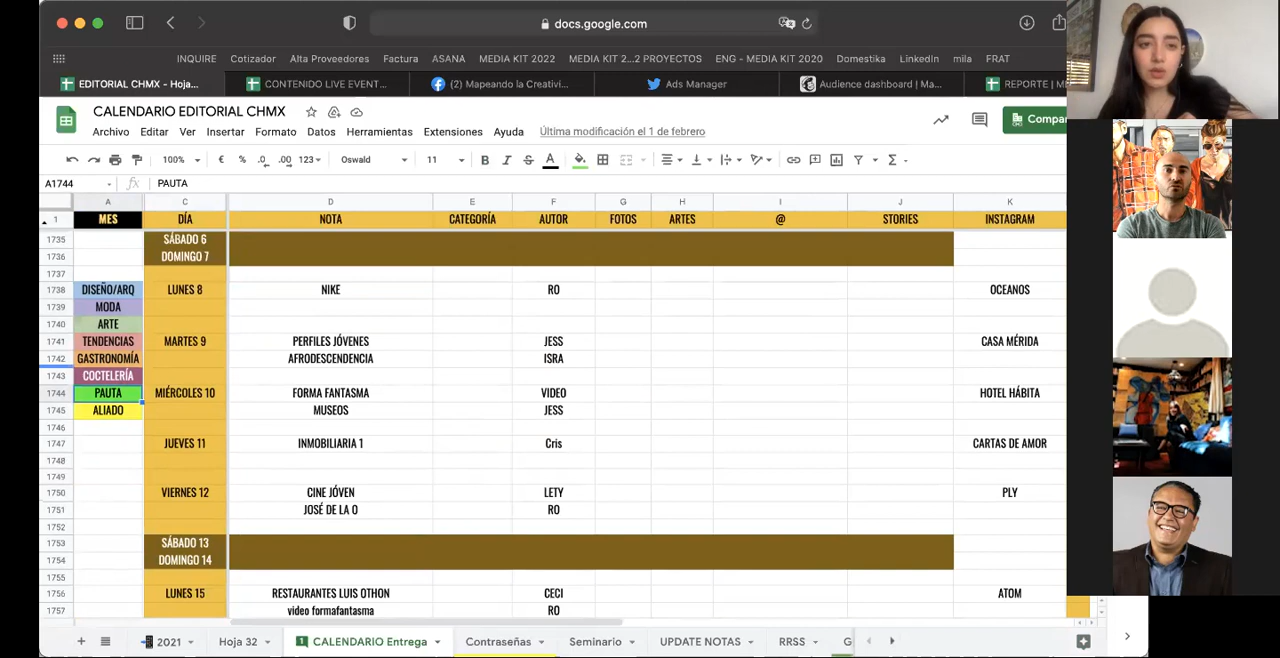 docs.google.com
INQUIRE Cotizador Alta Proveedores Factura ASANA MEDIA KIT 2022 MEDIA KIT 2...2 PROYECTOS ENG - MEDIA KIT 2020 Domestika LinkedIn mila FRAT
EDITORIAL CHMX - Hoja... CONTENIDO LIVE EVENT... (2) Mapeando la Creativi... Ads Manager Audience dashboard | Ma... REPORTE | M
CALENDARIO EDITORIAL CHMX
Compar
Archivo Editar Ver Insertar Formato Datos Herramientas Extensiones Ayuda Última modificación el 1 de febrero
100% € % .0 .00 123 Oswald 11 B I S A Σ
A1744 fx PAUTA
A C D E F G H I J K
1 MES DÍA NOTA CATEGORÍA AUTOR FOTOS ARTES @ STORIES INSTAGRAM
1735 SÁBADO 6
1736 DOMINGO 7
1737
1738 DISEÑO/ARQ LUNES 8 NIKE RO OCEANOS
1739 MODA
1740 ARTE
1741 TENDENCIAS MARTES 9 PERFILES JÓVENES JESS CASA MÉRIDA
1742 GASTRONOMÍA AFRODESCENDENCIA ISRA
1743 COCTELERÍA
1744 PAUTA MIÉRCOLES 10 FORMA FANTASMA VIDEO HOTEL HÁBITA
1745 ALIADO MUSEOS JESS
1746
1747 JUEVES 11 INMOBILIARIA 1 Cris CARTAS DE AMOR
1748
1749
1750 VIERNES 12 CINE JÓVEN LETY PLY
1751 JOSÉ DE LA O RO
1752
1753 SÁBADO 13
1754 DOMINGO 14
1755
1756 LUNES 15 RESTAURANTES LUIS OTHON CECI ATOM
1757 video formafantasma RO
2021 Hoja 32 1 CALENDARIO Entrega Contraseñas Seminario UPDATE NOTAS RRSS G